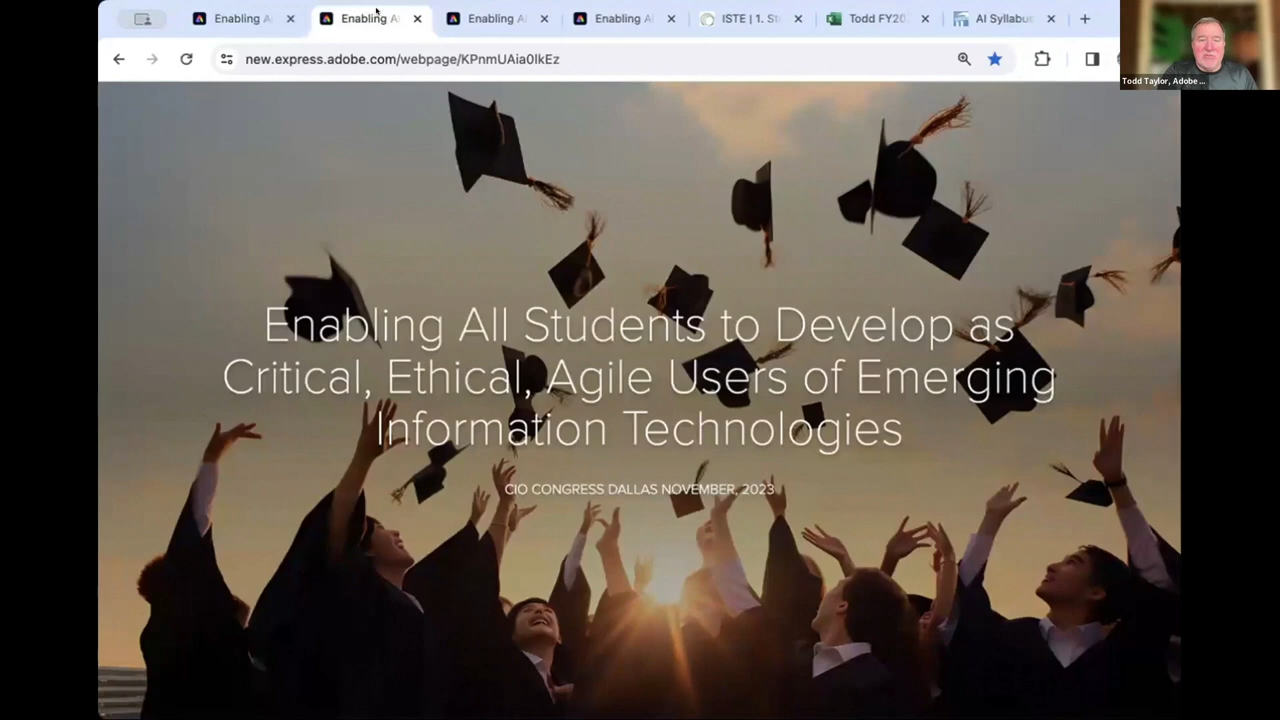 Enabling A
Enabling A
Enabling A
Enabling A
ISTE | 1. St
Todd FY20
AI Syllabus
new.express.adobe.com/webpage/KPnmUAia0lkEz
Todd Taylor, Adobe ...
Enabling All Students to Develop as
Critical, Ethical, Agile Users of Emerging
Information Technologies
CIO CONGRESS DALLAS NOVEMBER, 2023